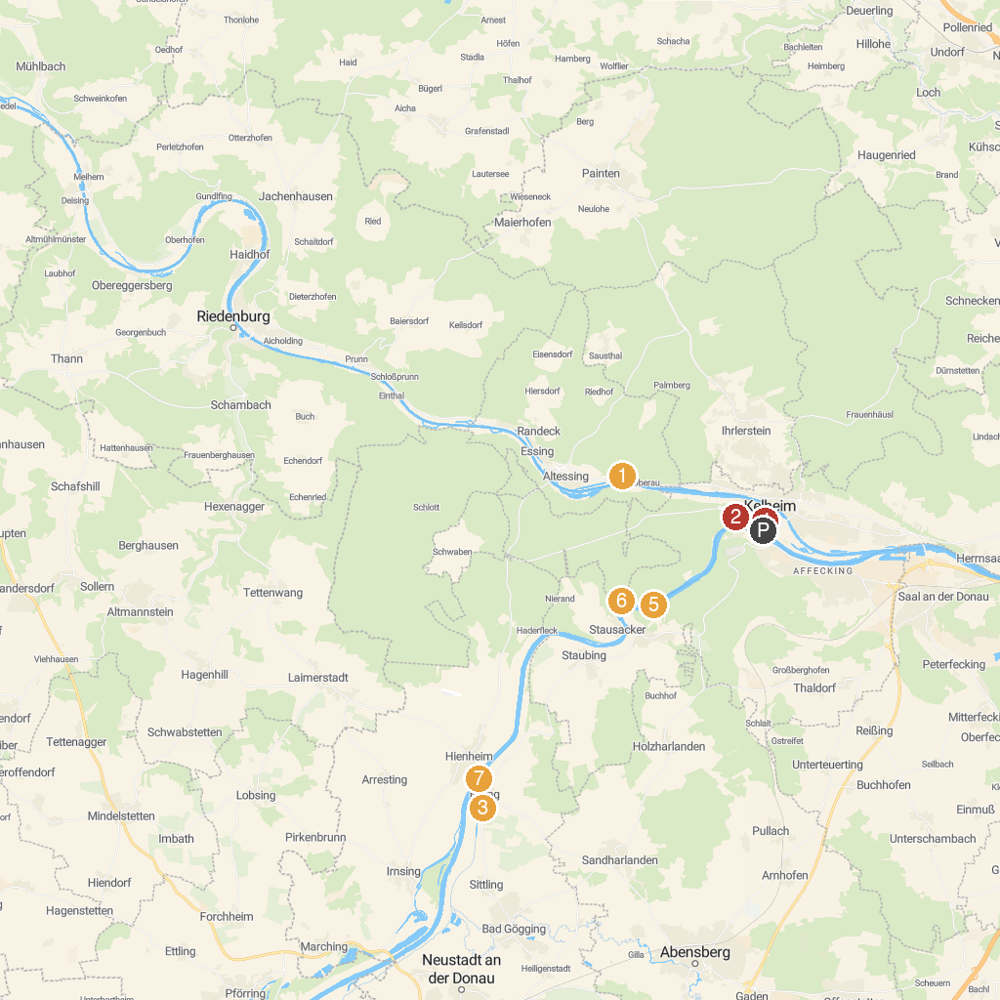 Thonlohe
Arnest
Deuerling
Pollenried
Höfen
Schacha
Hillohe
Bachleiten
Undorf
Oedhof
Haid
Stadla
Hamberg
Wolflier
Heimberg
Mühlbach
Thalhof
Bügerl
Loch
Schweinkofen
Aicha
Berg
Grafenstadl
Otterzhofen
Perletzhofen
Haugenried
Lautersee
Painten
Brand
Meihern
Deising
Gundlfing
Jachenhausen
Wieseneck
Neulohe
Ried
Maierhofen
Altmühlmünster
Oberhofen
Schaitdorf
Haidhof
Laubhof
Obereggersberg
Dieterzhofen
Riedenburg
Baiersdorf
Keilsdorf
Georgenbuch
Aicholding
Thann
Prunn
Eisensdorf
Sausthal
Dürnstetten
Schloßprunn
Einthal
Hiersdorf
Riedhof
Palmberg
Schambach
Buch
Frauenhäusl
Randeck
Ihrlerstein
Hattenhausen
Frauenberghausen
Essing
Echendorf
Altessing
1
Schafshill
Echenried
Hexenagger
Schlott
Kelheim
2
P
Berghausen
Schwaben
AFFECKING
Sollern
Tettenwang
Nierand
6
5
Saal an der Donau
Altmannstein
Haderfleck
Stausacker
Staubing
Viehhausen
Hagenhill
Laimerstadt
Großberghofen
Peterfecking
Thaldorf
Buchhof
Schwabstetten
Schlait
Reißing
Tettenagger
Gstreifet
Hienheim
Holzharlanden
Unterteuerting
Seilbach
Arresting
7
Buchhofen
Lobsing
3
Mindelstetten
Einmuß
Imbath
Pirkenbrunn
Pullach
Unterschambach
Irnsing
Sandharlanden
Arnhofen
Hiendorf
Sittling
Hagenstetten
Forchheim
Bad Gögging
Ettling
Marching
Abensberg
Neustadt an
der Donau
Gilla
Heiligenstadt
Scheuern
Pförring
Gaden
Bachl